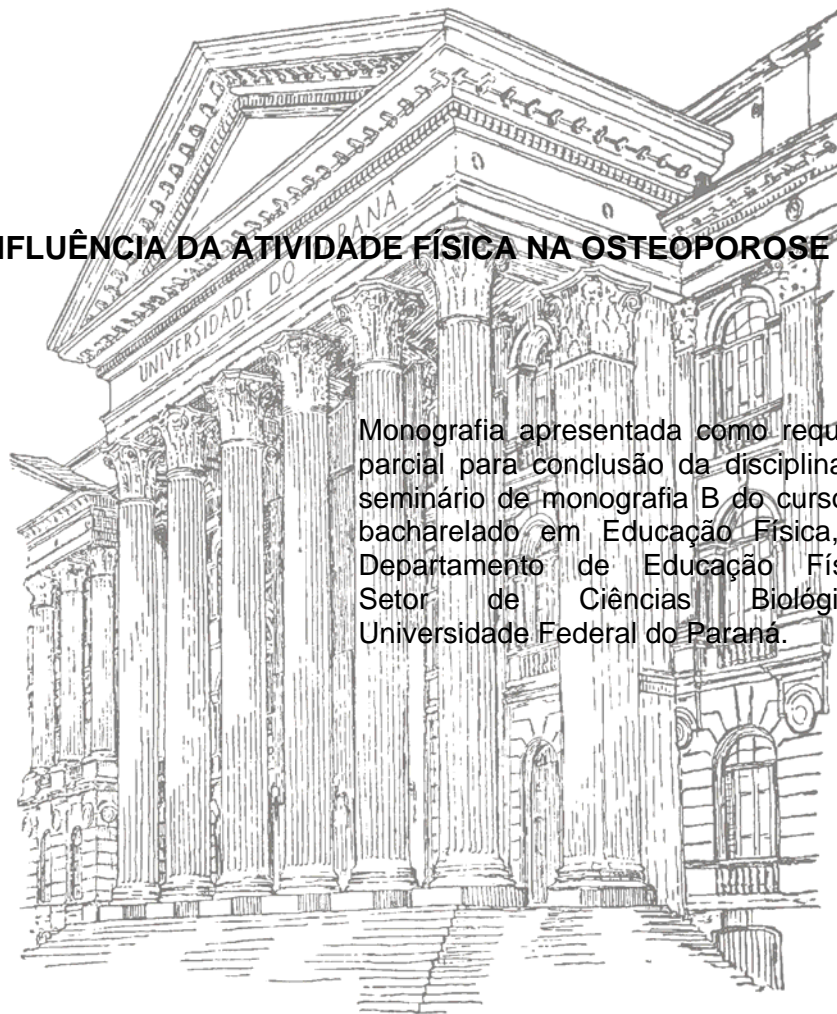 NFLUÊNCIA DA ATIVIDADE FÍSICA NA OSTEOPOROSE
UNIVERSIDADE DO PARANÁ
Monografia apresentada como requ
parcial para conclusão da disciplina
seminário de monografia B do curso
bacharelado em Educação Física,
Departamento de Educação Fís
Setor de Ciências Biológi
Universidade Federal do Paraná.